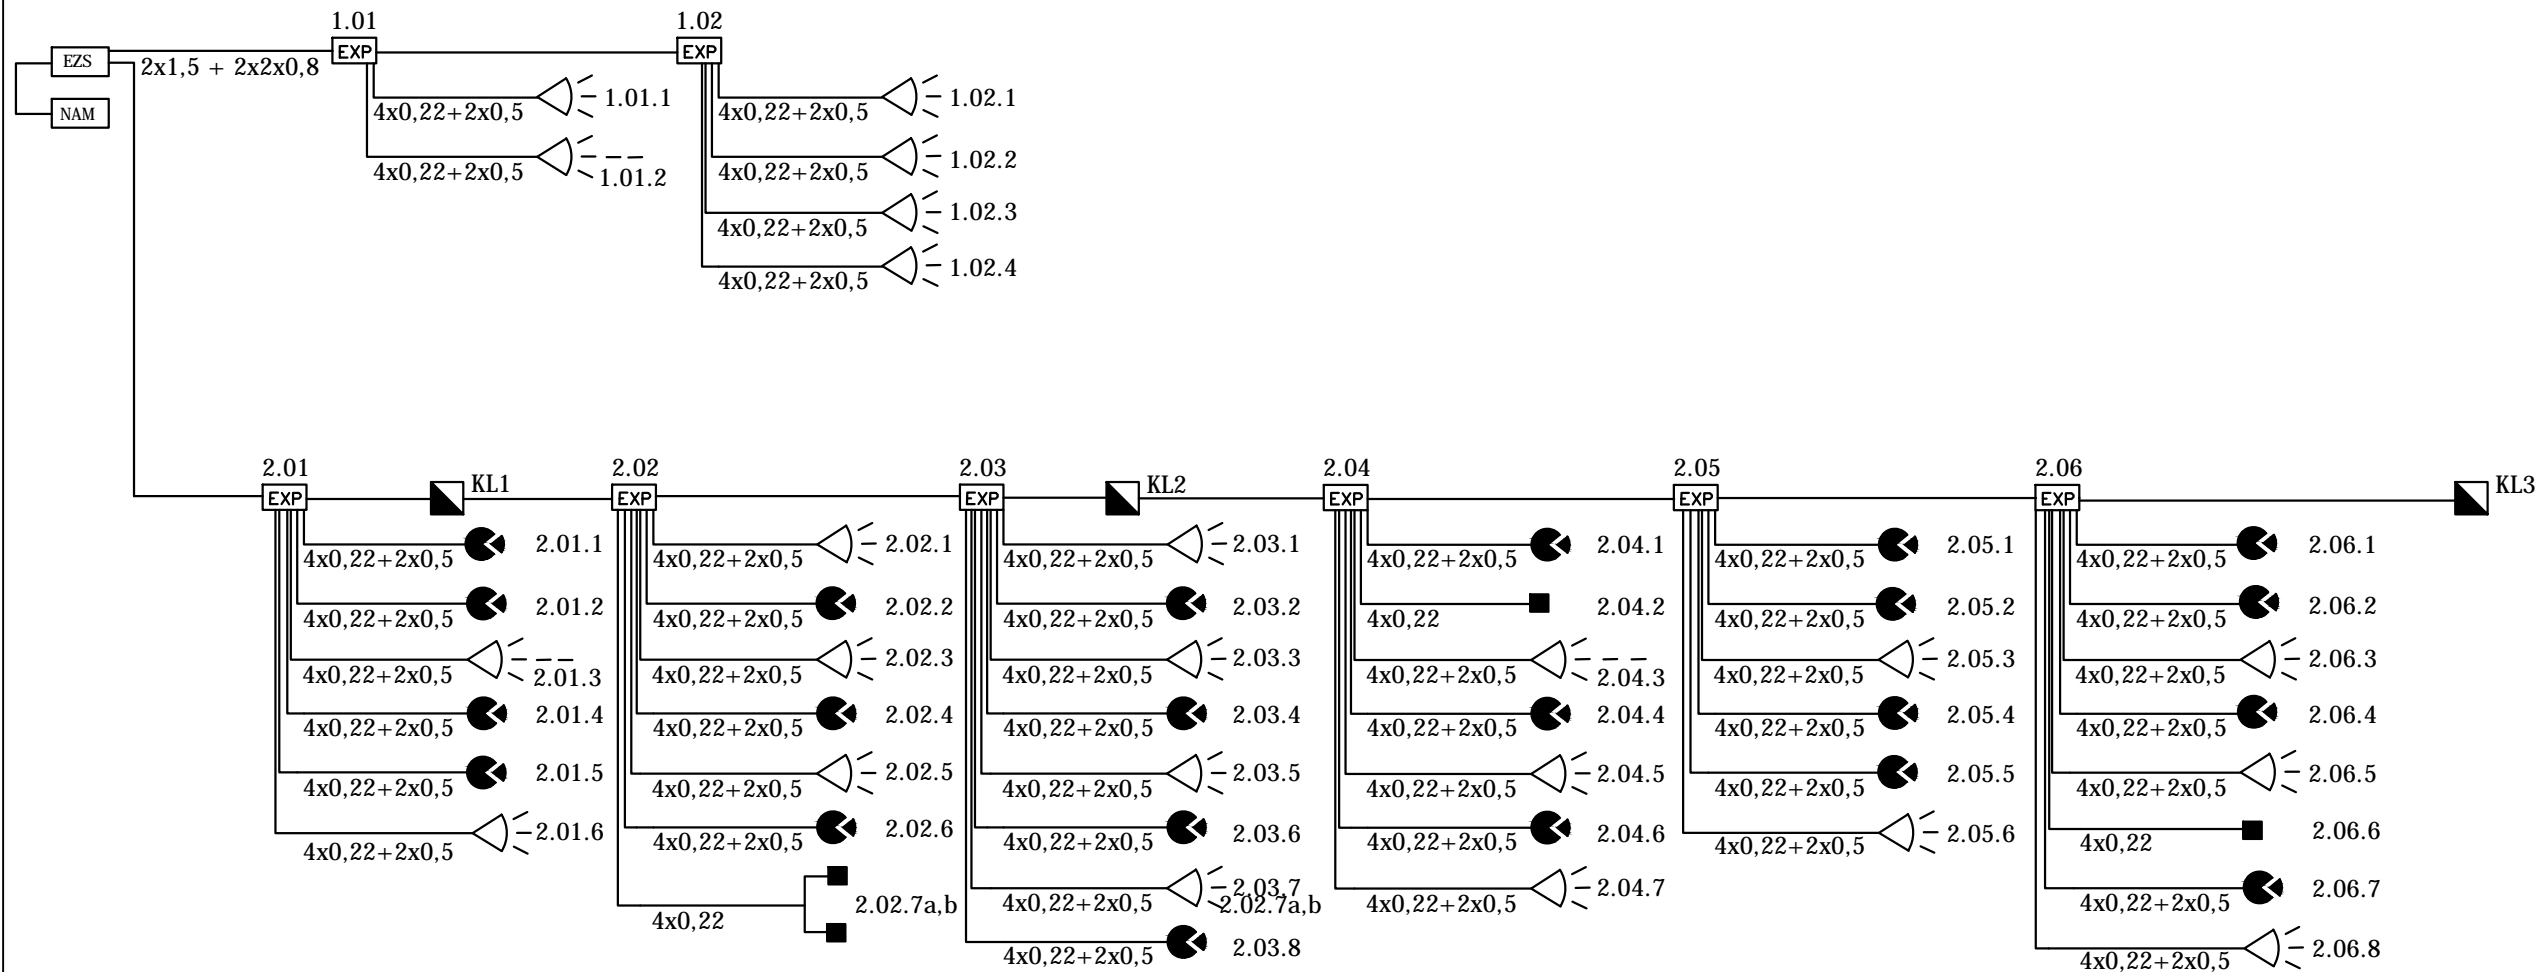 1.01 1.02
EZS EXP EXP
2x1,5 + 2x2x0,8
NAM
4x0,22+2x0,5 1.01.1 4x0,22+2x0,5 1.02.1
4x0,22+2x0,5 1.01.2 4x0,22+2x0,5 1.02.2
4x0,22+2x0,5 1.02.3
4x0,22+2x0,5 1.02.4
2.01 2.02 2.03 2.04 2.05 2.06
EXP KL1 EXP EXP KL2 EXP EXP EXP KL3
4x0,22+2x0,5 2.01.1 4x0,22+2x0,5 2.02.1 4x0,22+2x0,5 2.03.1 4x0,22+2x0,5 2.04.1 4x0,22+2x0,5 2.05.1 4x0,22+2x0,5 2.06.1
4x0,22+2x0,5 2.01.2 4x0,22+2x0,5 2.02.2 4x0,22+2x0,5 2.03.2 4x0,22 2.04.2 4x0,22+2x0,5 2.05.2 4x0,22+2x0,5 2.06.2
4x0,22+2x0,5 2.01.3 4x0,22+2x0,5 2.02.3 4x0,22+2x0,5 2.03.3 4x0,22+2x0,5 2.04.3 4x0,22+2x0,5 2.05.3 4x0,22+2x0,5 2.06.3
4x0,22+2x0,5 2.01.4 4x0,22+2x0,5 2.02.4 4x0,22+2x0,5 2.03.4 4x0,22+2x0,5 2.04.4 4x0,22+2x0,5 2.05.4 4x0,22+2x0,5 2.06.4
4x0,22+2x0,5 2.01.5 4x0,22+2x0,5 2.02.5 4x0,22+2x0,5 2.03.5 4x0,22+2x0,5 2.04.5 4x0,22+2x0,5 2.05.5 4x0,22+2x0,5 2.06.5
4x0,22+2x0,5 2.01.6 4x0,22+2x0,5 2.02.6 4x0,22+2x0,5 2.03.6 4x0,22+2x0,5 2.04.6 4x0,22+2x0,5 2.05.6 4x0,22 2.06.6
4x0,22 2.02.7a,b 4x0,22+2x0,5 2.03.7 2.02.7a,b 4x0,22+2x0,5 2.04.7 4x0,22+2x0,5 2.06.7
4x0,22+2x0,5 2.03.8 4x0,22+2x0,5 2.06.8